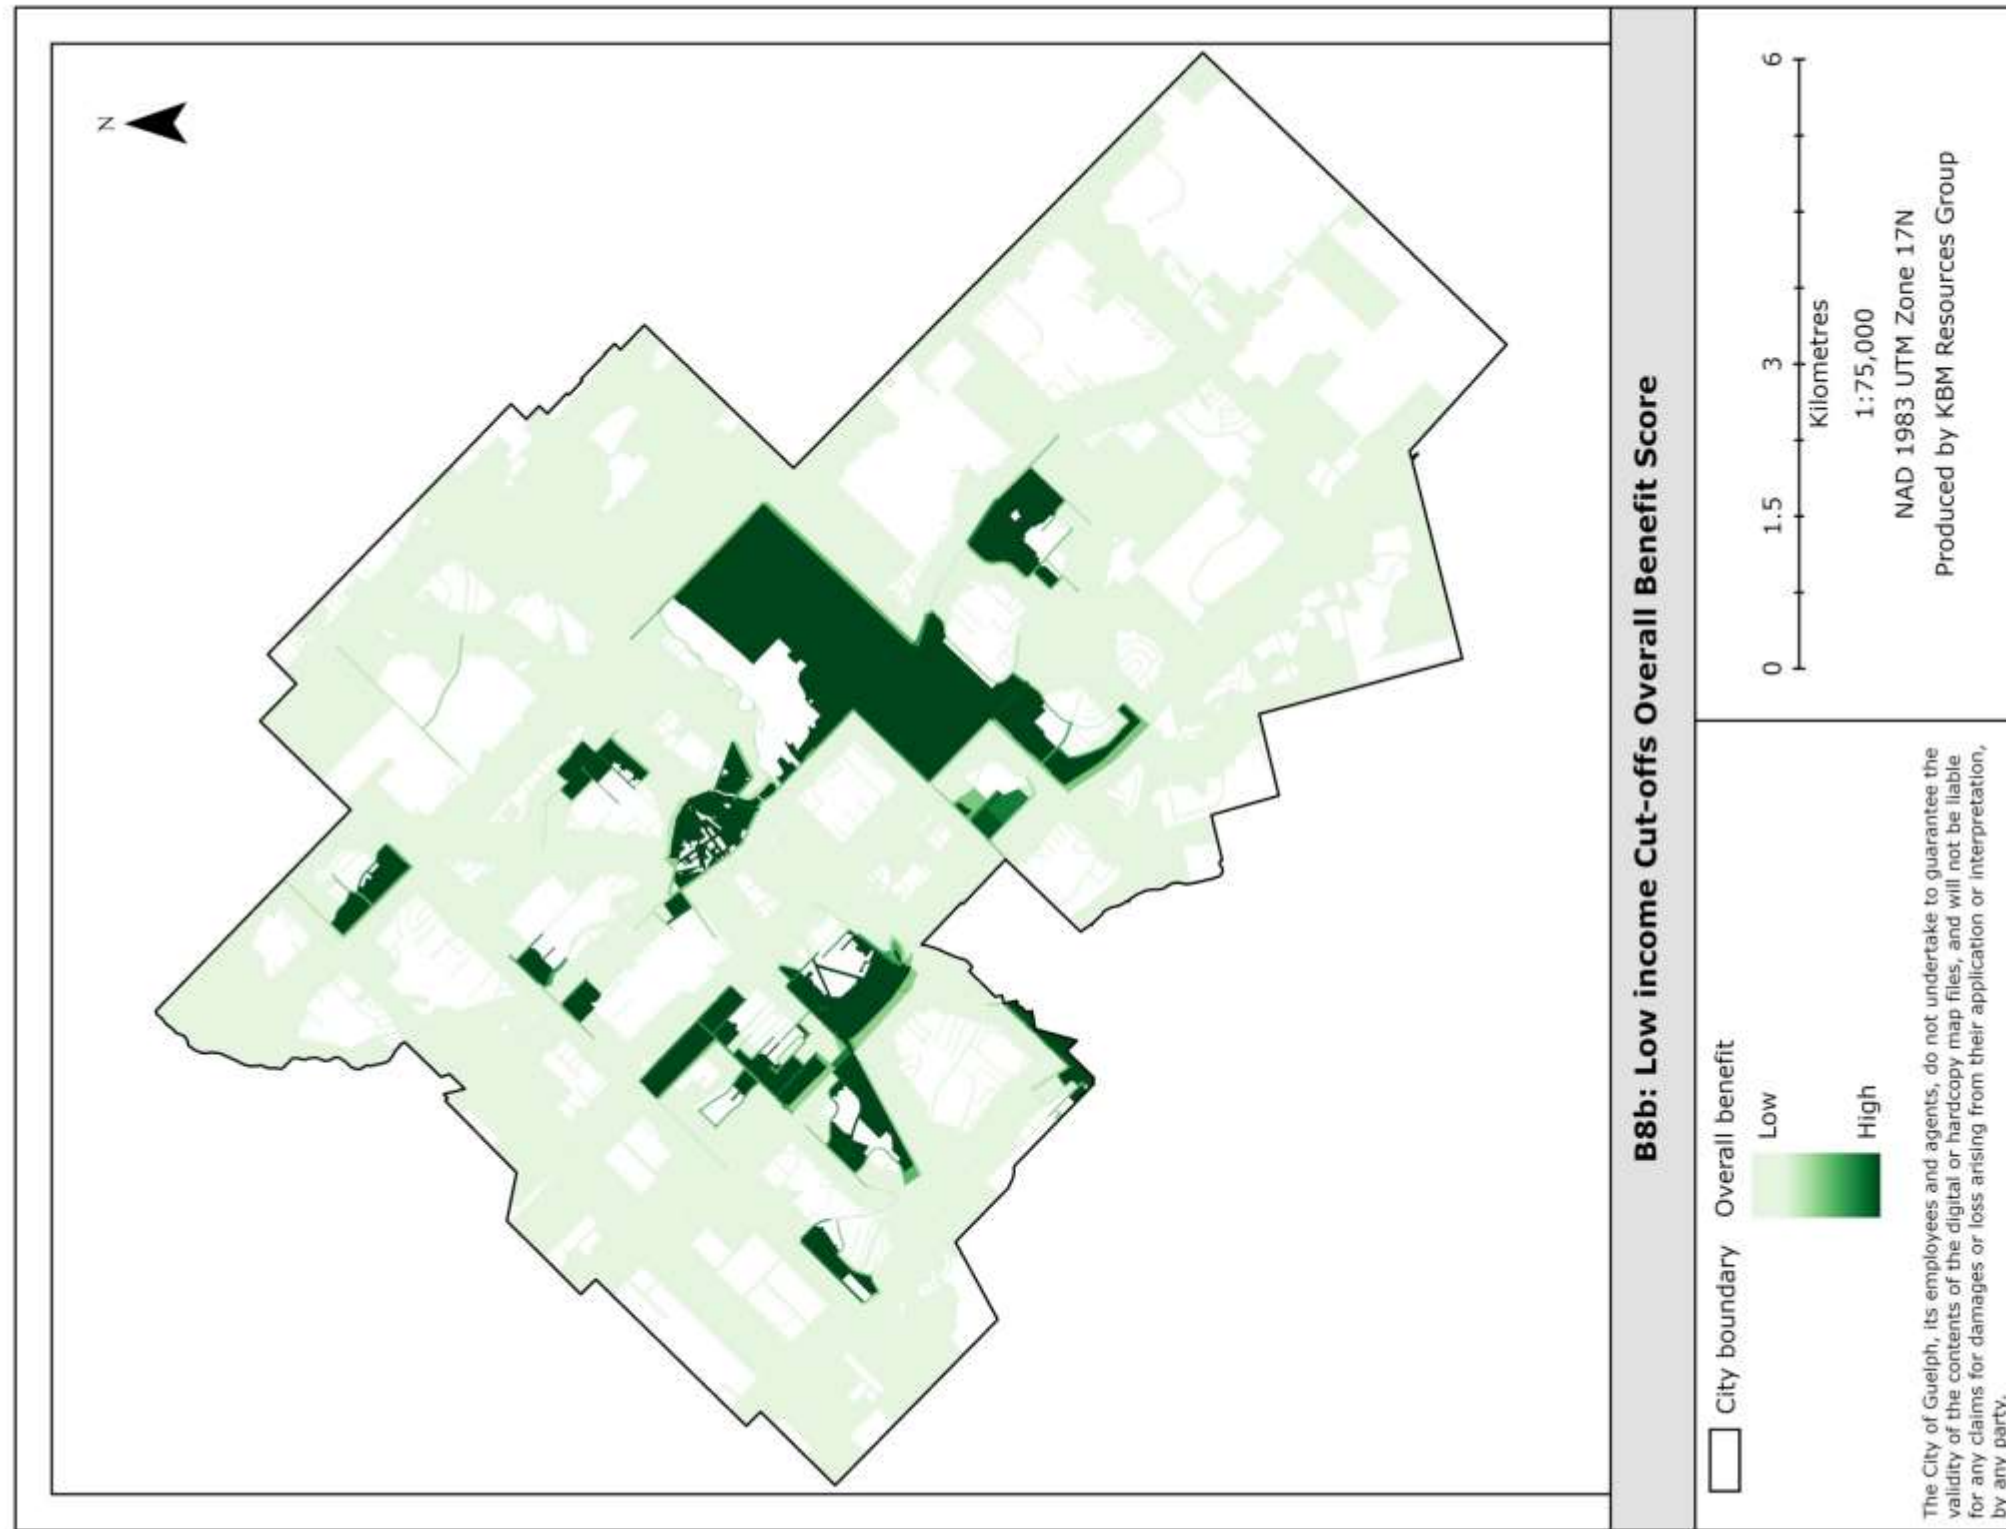 N
B8b: Low income Cut-offs Overall Benefit Score
City boundary
Overall benefit
Low
High
The City of Guelph, its employees and agents, do not undertake to guarantee the
validity of the contents of the digital or hardcopy map files, and will not be liable
for any claims for damages or loss arising from their application or interpretation,
by any party.
0 1.5 3 6
Kilometres
1:75,000
NAD 1983 UTM Zone 17N
Produced by KBM Resources Group